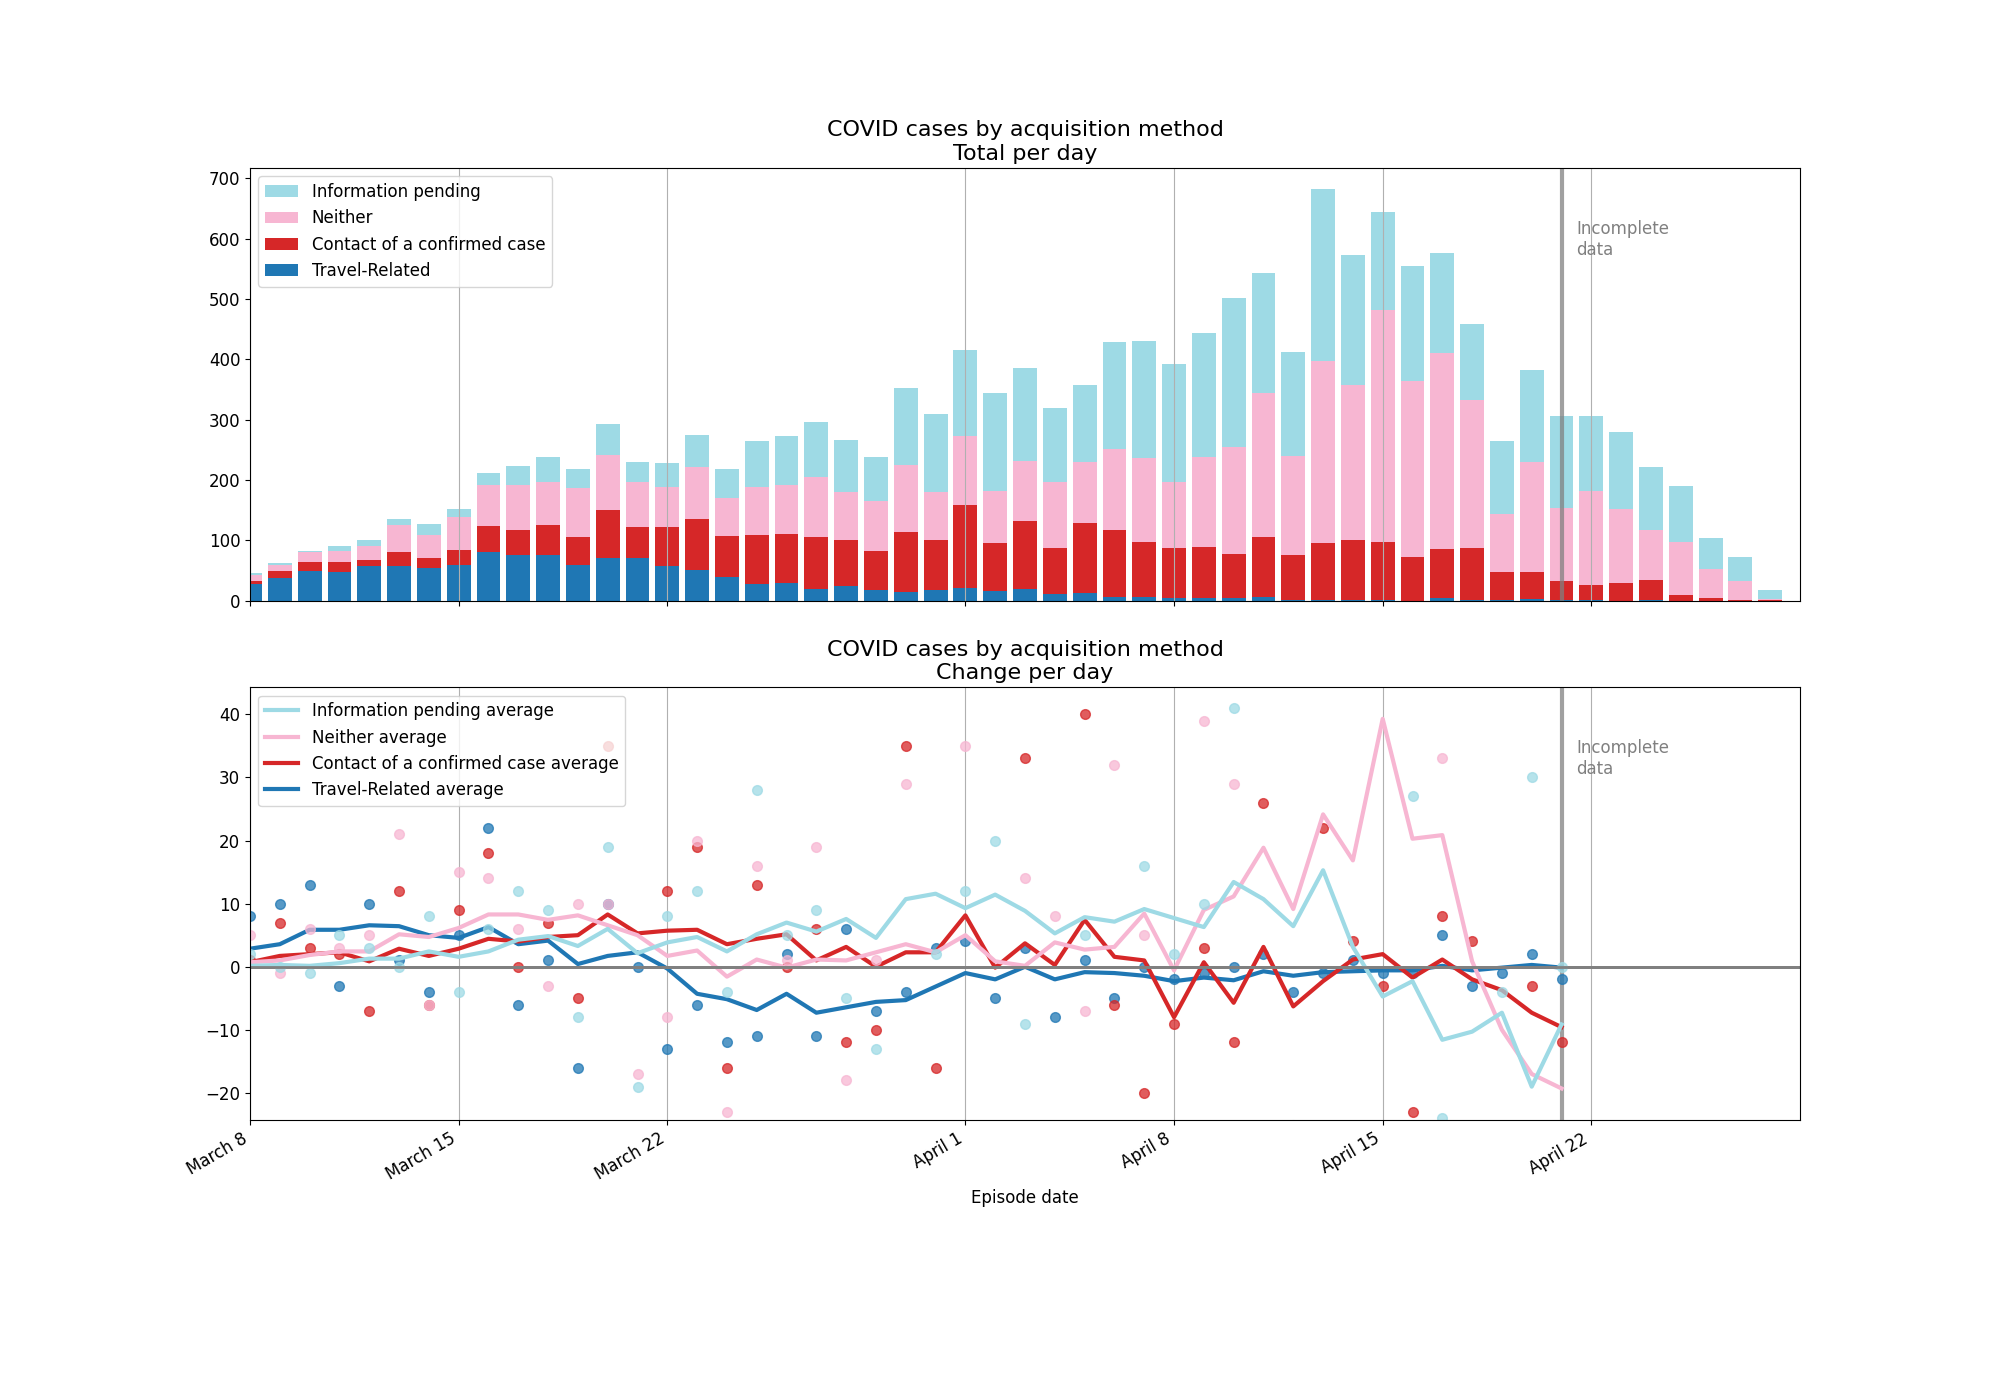 COVID cases by acquisition method
Total per day
700
600
500
400
300
200
100
0
Information pending
Neither
Contact of a confirmed case
Travel-Related
Incomplete
data
COVID cases by acquisition method
Change per day
40
30
20
10
0
−10
−20
Information pending average
Neither average
Contact of a confirmed case average
Travel-Related average
Incomplete
data
March 8
March 15
March 22
April 1
April 8
April 15
April 22
Episode date